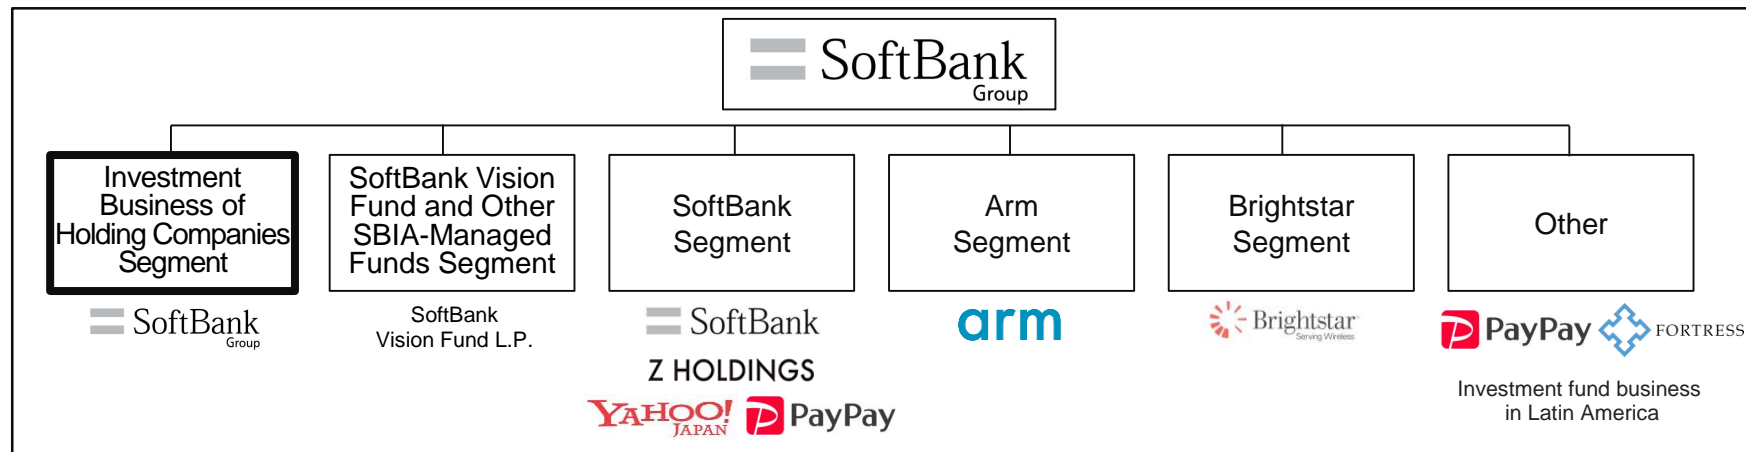 SoftBank
Group
Investment
Business of
Holding Companies
Segment
SoftBank Vision
Fund and Other
SBIA-Managed
Funds Segment
SoftBank
Segment
Arm
Segment
Brightstar
Segment
Other
SoftBank
Group
SoftBank
Vision Fund L.P.
SoftBank
Z HOLDINGS
YAHOO!
JAPAN
PayPay
arm
Brightstar
Serving Wireless
PayPay
FORTRESS
Investment fund business
in Latin America